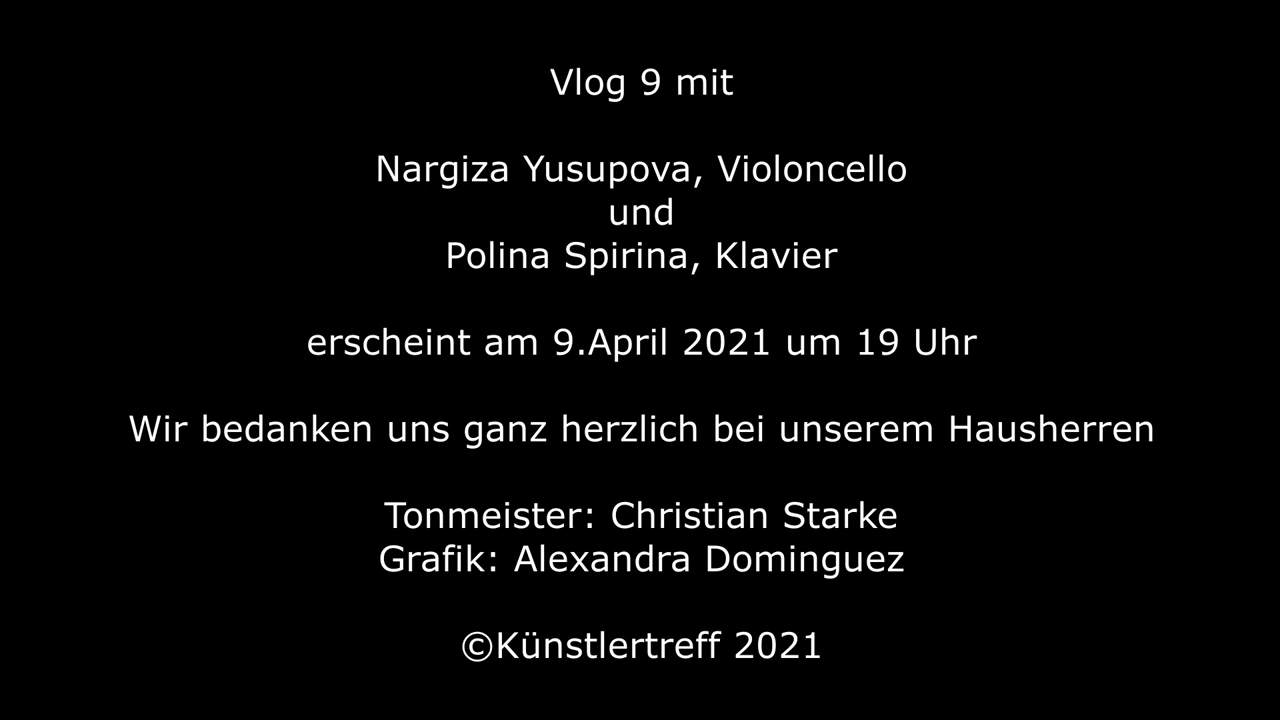 Vlog 9 mit
Nargiza Yusupova, Violoncello
und
Polina Spirina, Klavier
erscheint am 9.April 2021 um 19 Uhr
Wir bedanken uns ganz herzlich bei unserem Hausherren
Tonmeister: Christian Starke
Grafik: Alexandra Dominguez
©Künstlertreff 2021